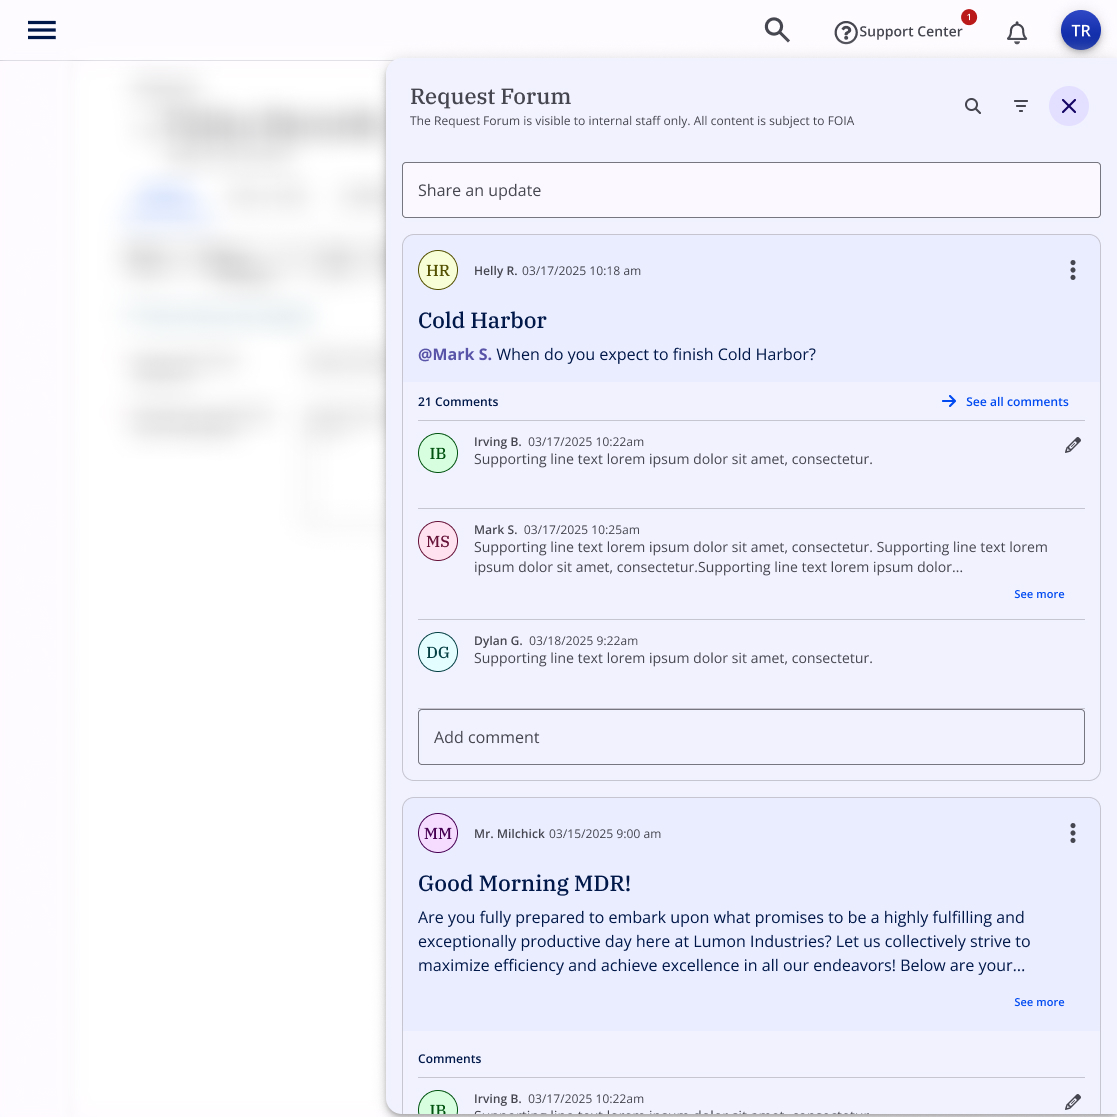 Support Center
1
TR
Request Forum
The Request Forum is visible to internal staff only. All content is subject to FOIA
Share an update
HR
Helly R. 03/17/2025 10:18 am
Cold Harbor
@Mark S. When do you expect to finish Cold Harbor?
21 Comments
See all comments
IB
Irving B. 03/17/2025 10:22am
Supporting line text lorem ipsum dolor sit amet, consectetur.
MS
Mark S. 03/17/2025 10:25am
Supporting line text lorem ipsum dolor sit amet, consectetur. Supporting line text lorem
ipsum dolor sit amet, consectetur.Supporting line text lorem ipsum dolor...
See more
DG
Dylan G. 03/18/2025 9:22am
Supporting line text lorem ipsum dolor sit amet, consectetur.
Add comment
MM
Mr. Milchick 03/15/2025 9:00 am
Good Morning MDR!
Are you fully prepared to embark upon what promises to be a highly fulfilling and
exceptionally productive day here at Lumon Industries? Let us collectively strive to
maximize efficiency and achieve excellence in all our endeavors! Below are your...
See more
Comments
IB
Irving B. 03/17/2025 10:22am
Supporting line text lorem ipsum dolor sit amet, consectetur.